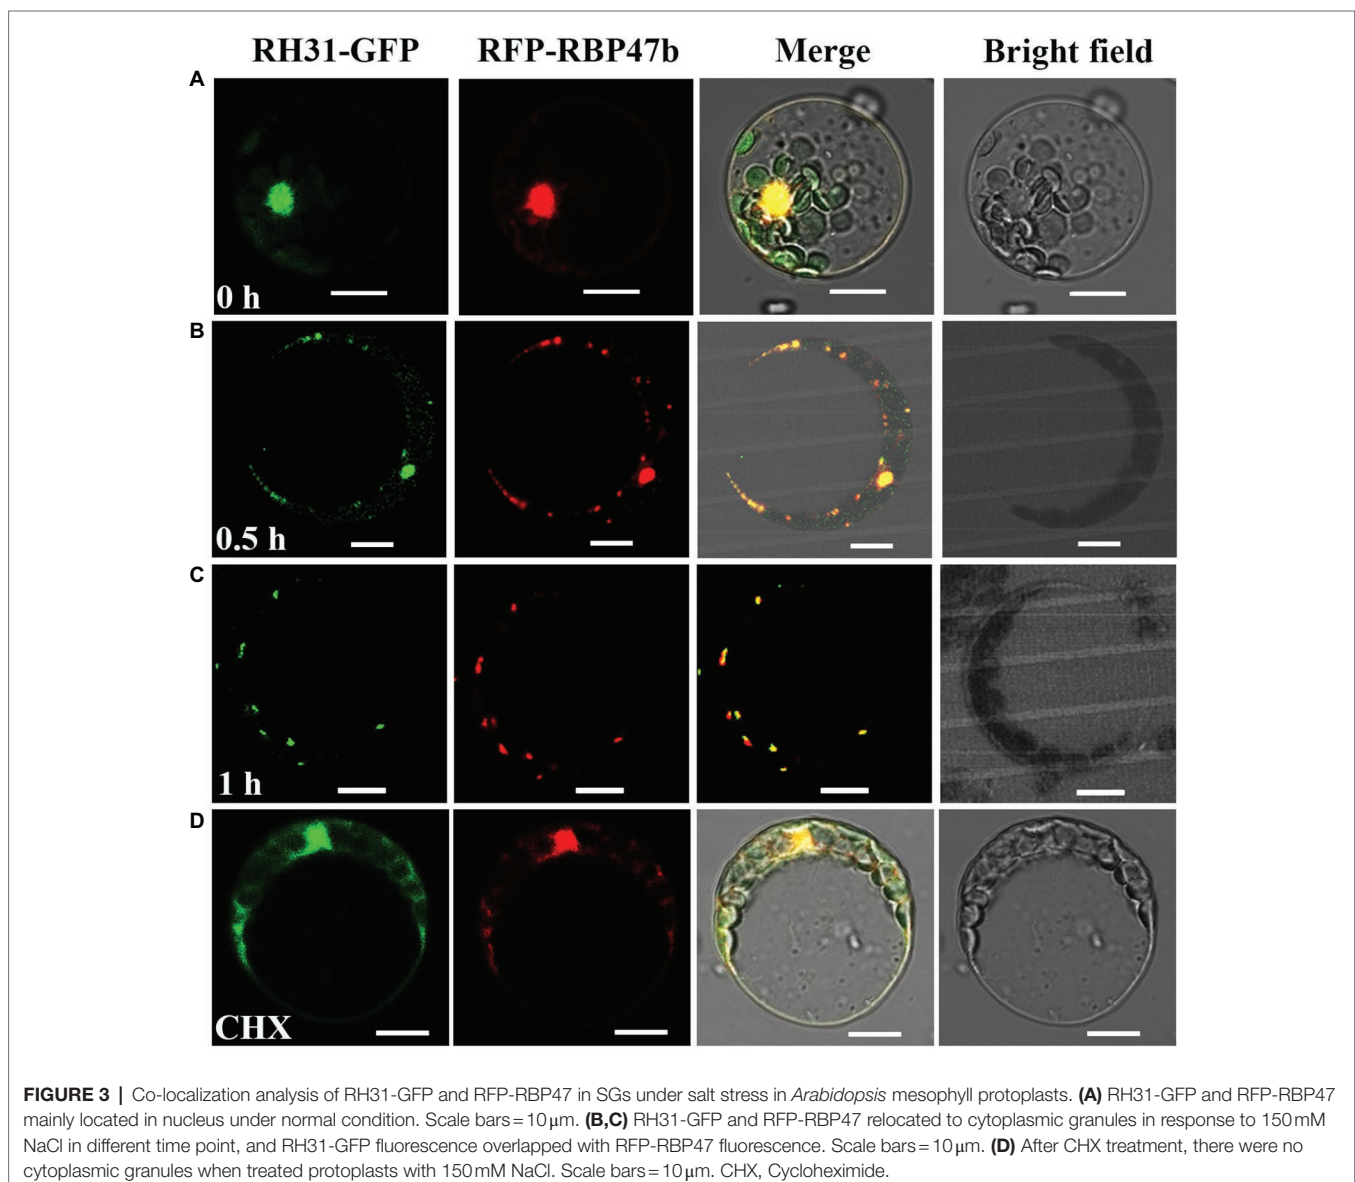 RH31-GFP RFP-RBP47b Merge Bright field
A
0 h
B
0.5 h
C
1 h
D
CHX
FIGURE 3 | Co-localization analysis of RH31-GFP and RFP-RBP47 in SGs under salt stress in Arabidopsis mesophyll protoplasts. (A) RH31-GFP and RFP-RBP47
mainly located in nucleus under normal condition. Scale bars = 10 μm. (B,C) RH31-GFP and RFP-RBP47 relocated to cytoplasmic granules in response to 150 mM
NaCl in different time point, and RH31-GFP fluorescence overlapped with RFP-RBP47 fluorescence. Scale bars = 10 μm. (D) After CHX treatment, there were no
cytoplasmic granules when treated protoplasts with 150 mM NaCl. Scale bars = 10 μm. CHX, Cycloheximide.